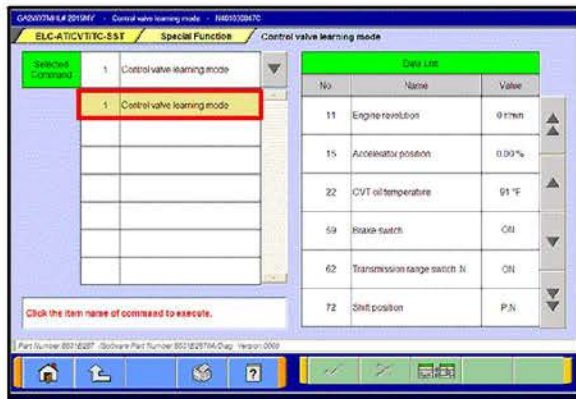 Control valve learning mode
ELC-AT/CVT/TC-SST
Special Function
Control valve learning mode
Selected Command
1 Control valve learning mode
1 Control valve learning mode
Click the item name of command to execute.
Data List
No. Name Value
11 Engine revolution 0 r/min
15 Accelerator position 0.00 %
22 CVT oil temperature 91 °F
59 Brake switch ON
62 Transmission range switch :N ON
72 Shift position P,N
?